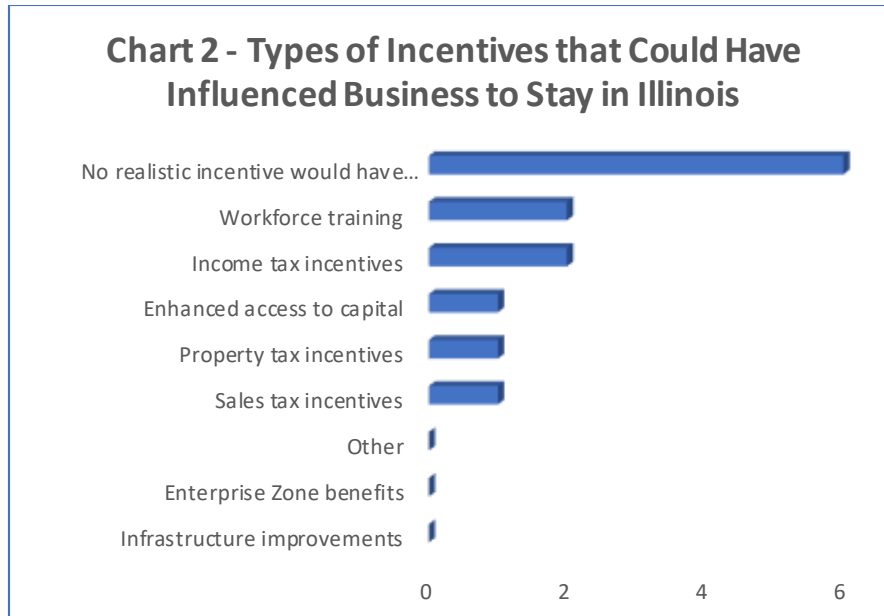 Chart 2 - Types of Incentives that Could Have
Influenced Business to Stay in Illinois
No realistic incentive would have…
Workforce training
Income tax incentives
Enhanced access to capital
Property tax incentives
Sales tax incentives
Other
Enterprise Zone benefits
Infrastructure improvements
0 2 4 6